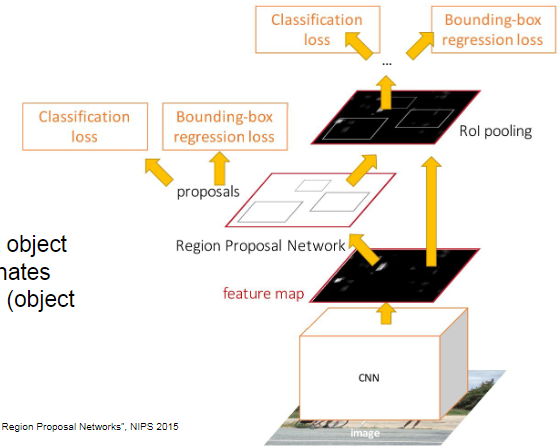 Classification
loss
Bounding-box
regression loss
...
RoI pooling
Classification
loss
Bounding-box
regression loss
proposals
object
nates
(object
Region Proposal Network
feature map
CNN
image
Region Proposal Networks", NIPS 2015